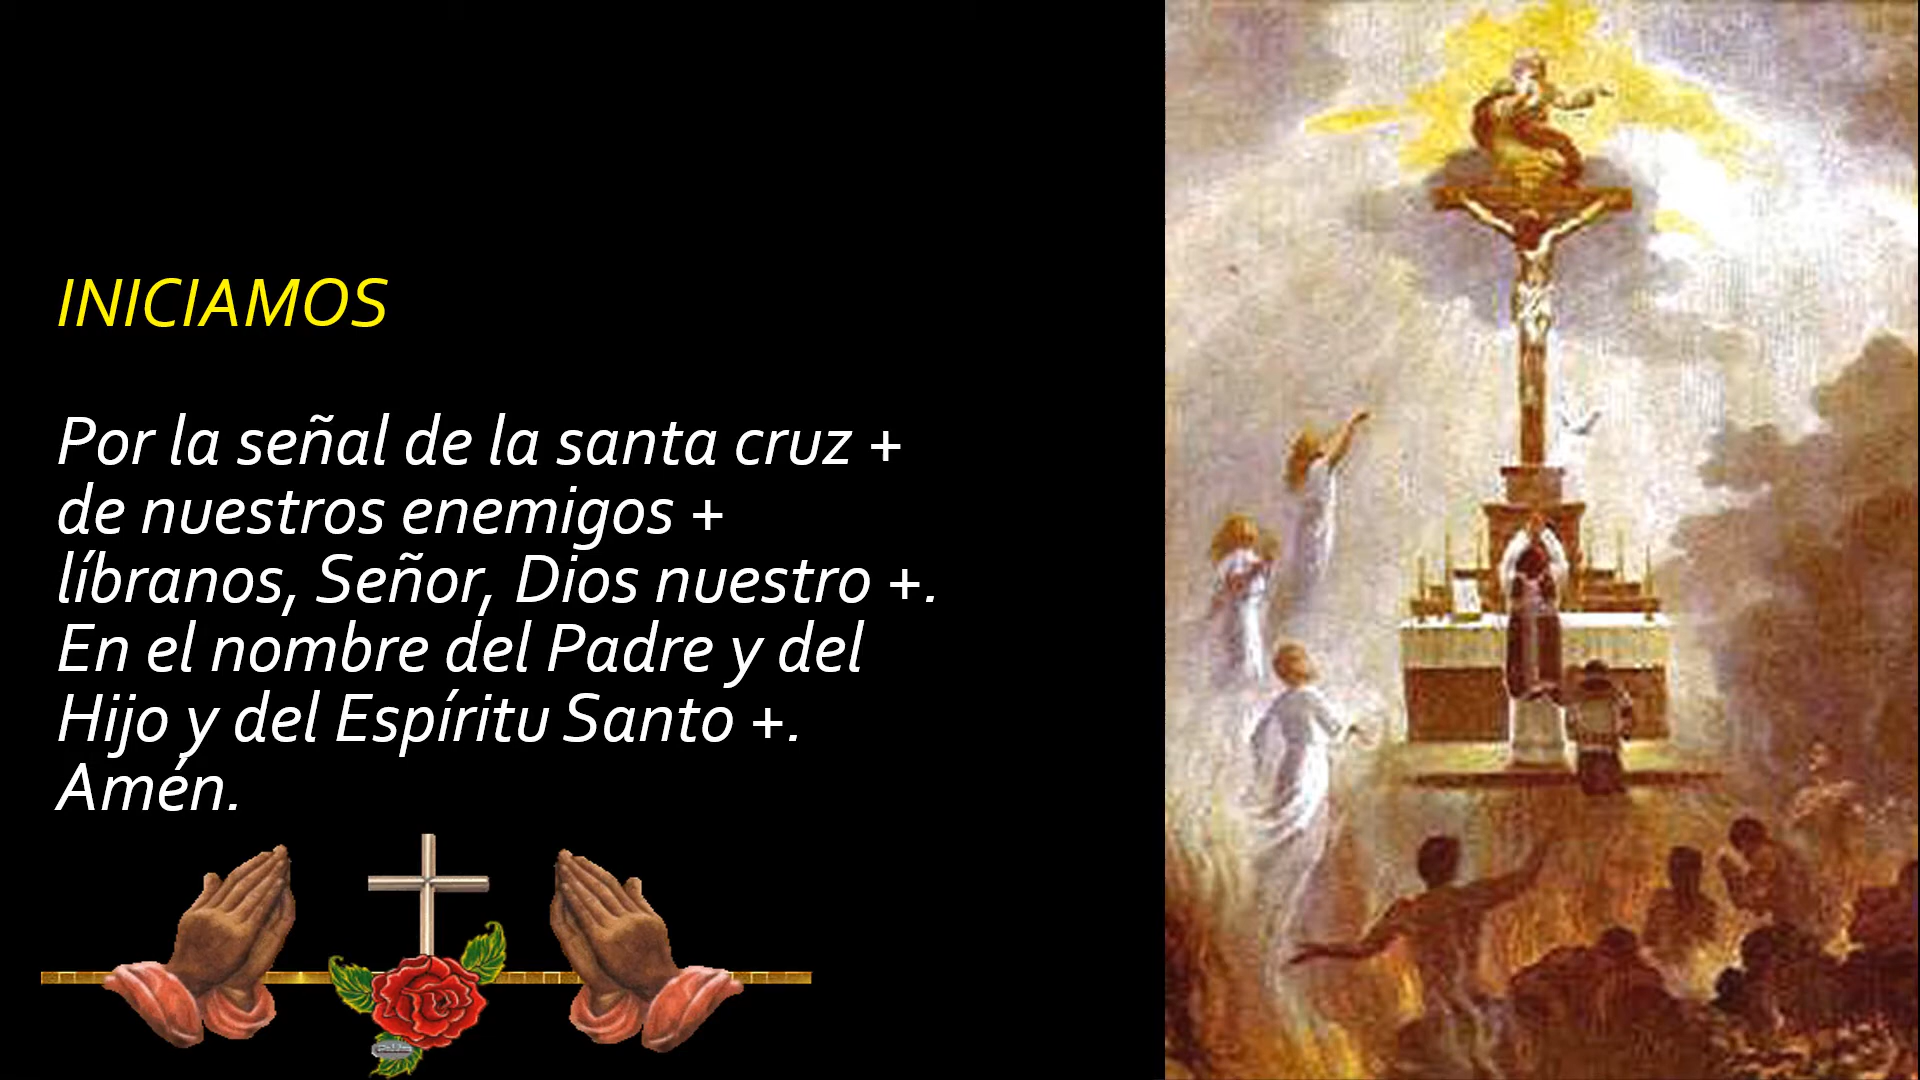 INICIAMOS
Por la señal de la santa cruz +
de nuestros enemigos +
líbranos, Señor, Dios nuestro +.
En el nombre del Padre y del
Hijo y del Espíritu Santo +.
Amén.